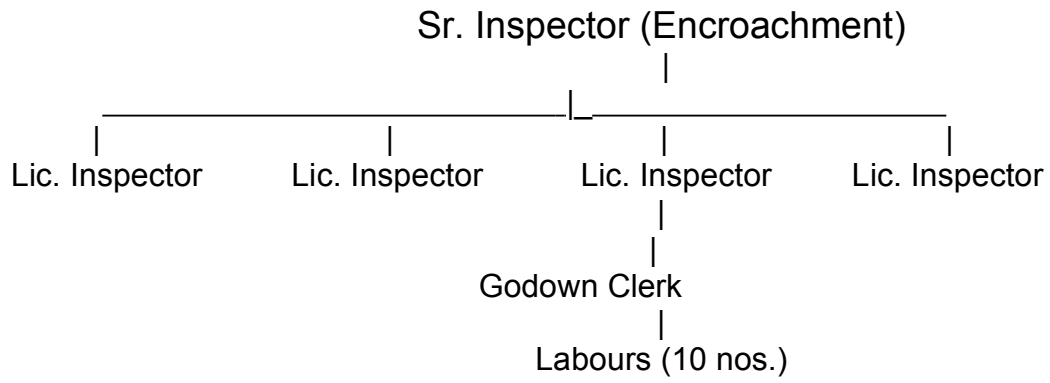 Sr. Inspector (Encroachment)
Lic. Inspector Lic. Inspector Lic. Inspector Lic. Inspector
Godown Clerk
Labours (10 nos.)